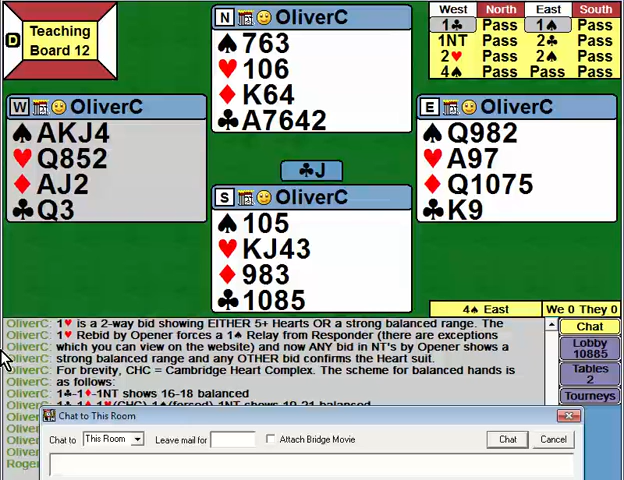 D
Teaching
Board 12
N OliverC
♠ 763
♥ 106
♦ K64
♣ A7642
West North East South
1♣ Pass 1♠ Pass
1NT Pass 2♣ Pass
2♥ Pass 2♠ Pass
4♠ Pass Pass Pass
W OliverC
♠ AKJ4
♥ Q852
♦ AJ2
♣ Q3
E OliverC
♠ Q982
♥ A97
♦ Q1075
♣ K9
♣J
S OliverC
♠ 105
♥ KJ43
♦ 983
♣ 1085
4♠ East We 0 They 0
OliverC: 1♥ is a 2-way bid showing EITHER 5+ Hearts OR a strong balanced range. The
OliverC: 1♥ Rebid by Opener forces a 1♠ Relay from Responder (there are exceptions
OliverC: which you can view on the website) and now ANY bid in NT's by Opener shows a
OliverC: strong balanced range and any OTHER bid confirms the Heart suit.
OliverC: For brevity, CHC = Cambridge Heart Complex. The scheme for balanced hands is
Oliver as follows:
Oliver 1♣-1♦-1NT shows 16-18 balanced
Oliver
Oliver
Oliver
Roger
Chat
Lobby
10885
Tables
2
Tourneys
Chat to This Room
Chat to This Room Leave mail for Attach Bridge Movie Chat Cancel